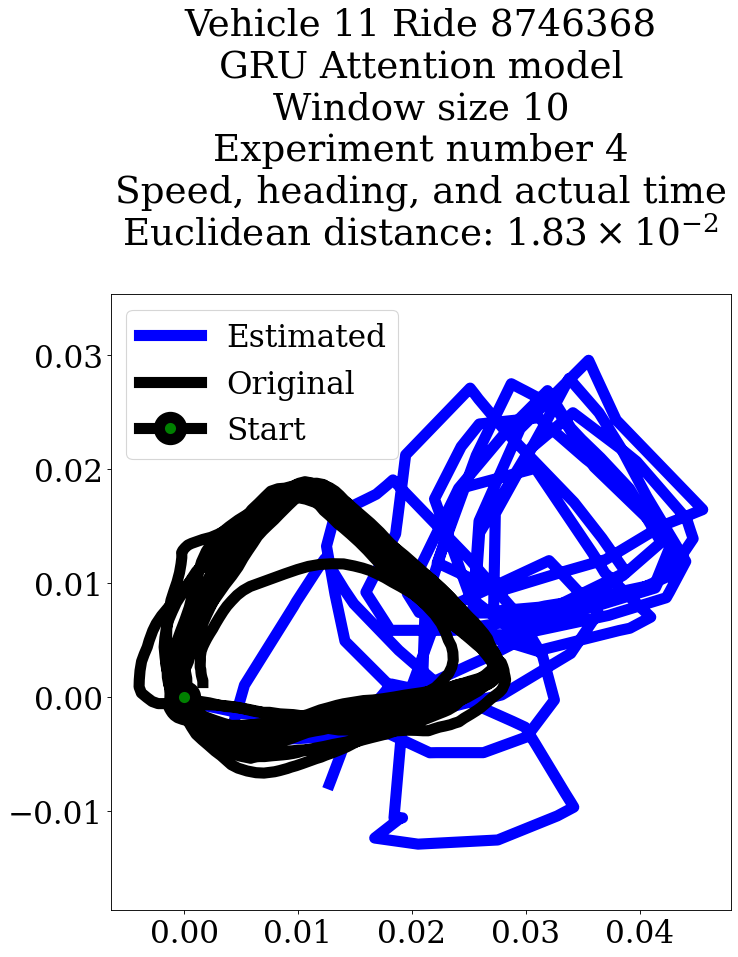 Vehicle 11 Ride 8746368
GRU Attention model
Window size 10
Experiment number 4
Speed, heading, and actual time
Euclidean distance: 1.83 × 10⁻²
Estimated
Original
Start
0.03
0.02
0.01
0.00
−0.01
0.00 0.01 0.02 0.03 0.04